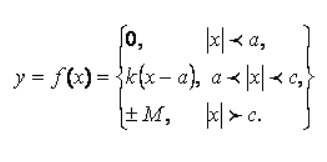 0, |x| ≺ a,
y = f(x) = { k(x − a), a ≺ |x| ≺ c, }
± M, |x| ≻ c.